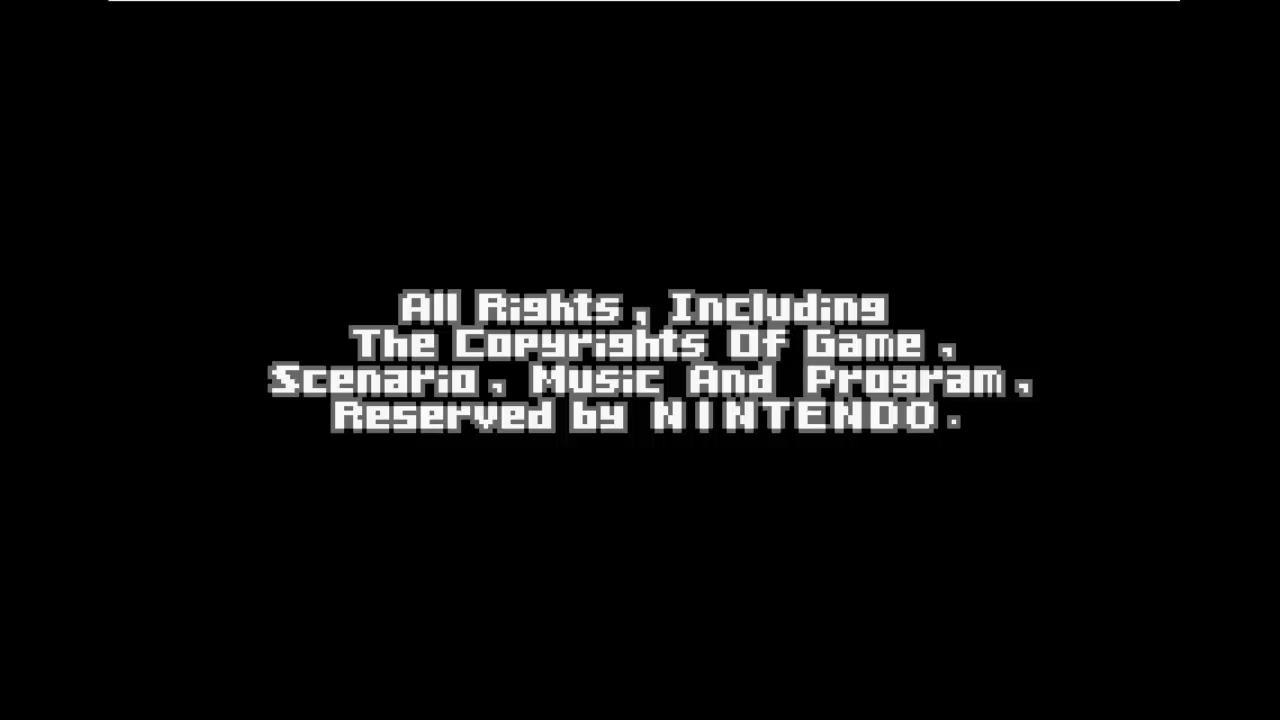 All Rights, Including
The Copyrights Of Game,
Scenario, Music And Program,
Reserved by NINTENDO.